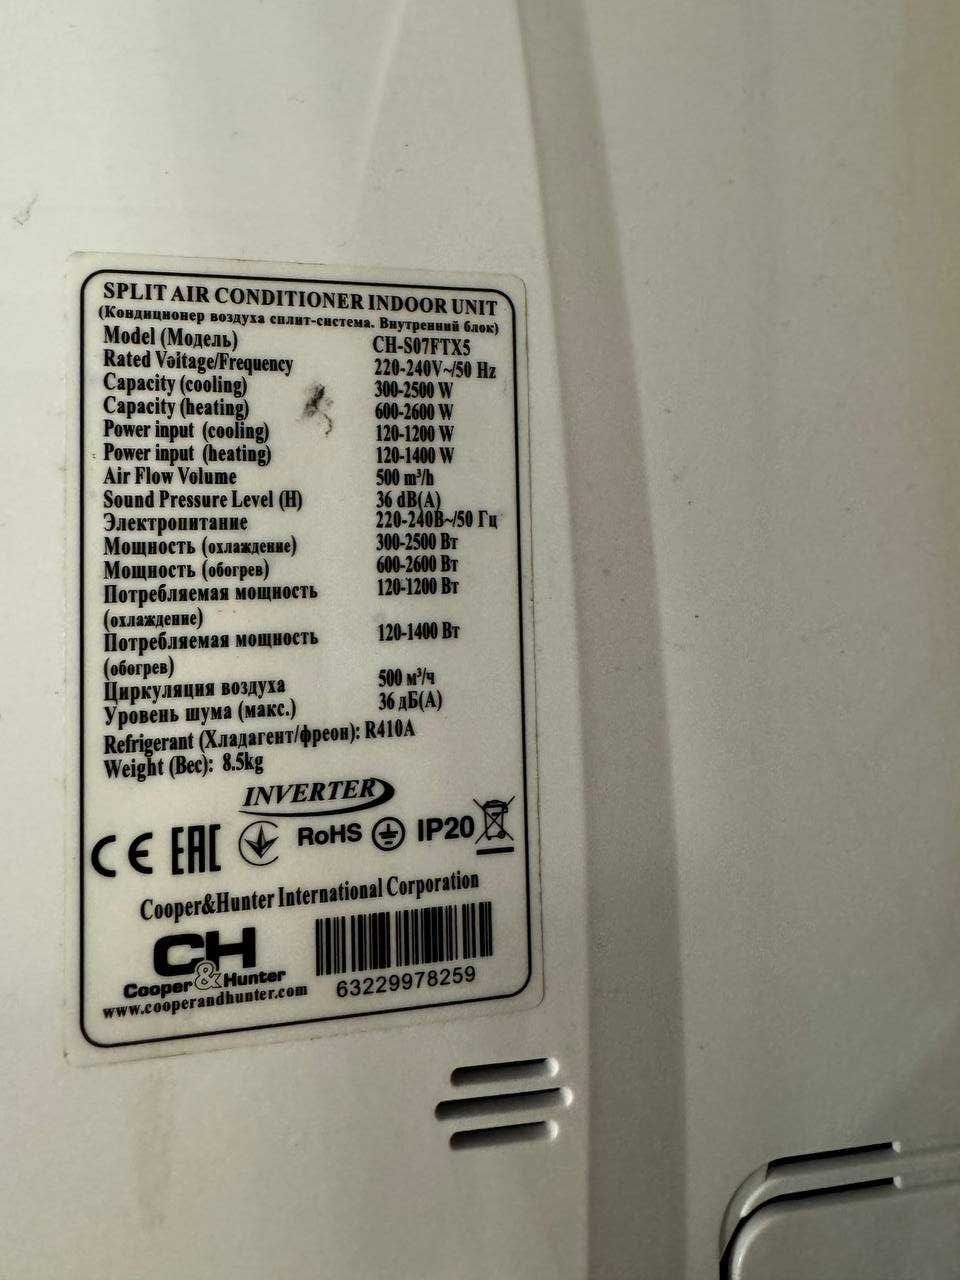 SPLIT AIR CONDITIONER INDOOR UNIT
(Кондиционер воздуха сплит-система. Внутренний блок)
Model (Модель) CH-S07FTX5
Rated Voltage/Frequency 220-240V~/50 Hz
Capacity (cooling) 300-2500 W
Capacity (heating) 600-2600 W
Power input (cooling) 120-1200 W
Power input (heating) 120-1400 W
Air Flow Volume 500 m³/h
Sound Pressure Level (H) 36 dB(A)
Электропитание 220-240В~/50 Гц
Мощность (охлаждение) 300-2500 Вт
Мощность (обогрев) 600-2600 Вт
Потребляемая мощность 120-1200 Вт
(охлаждение)
Потребляемая мощность 120-1400 Вт
(обогрев)
Циркуляция воздуха 500 м³/ч
Уровень шума (макс.) 36 дБ(А)
Refrigerant (Хладагент/фреон): R410A
Weight (Вес): 8.5kg
INVERTER
CE EAC RoHS IP20
Cooper&Hunter International Corporation
CH
Cooper&Hunter
www.cooperandhunter.com
63229978259